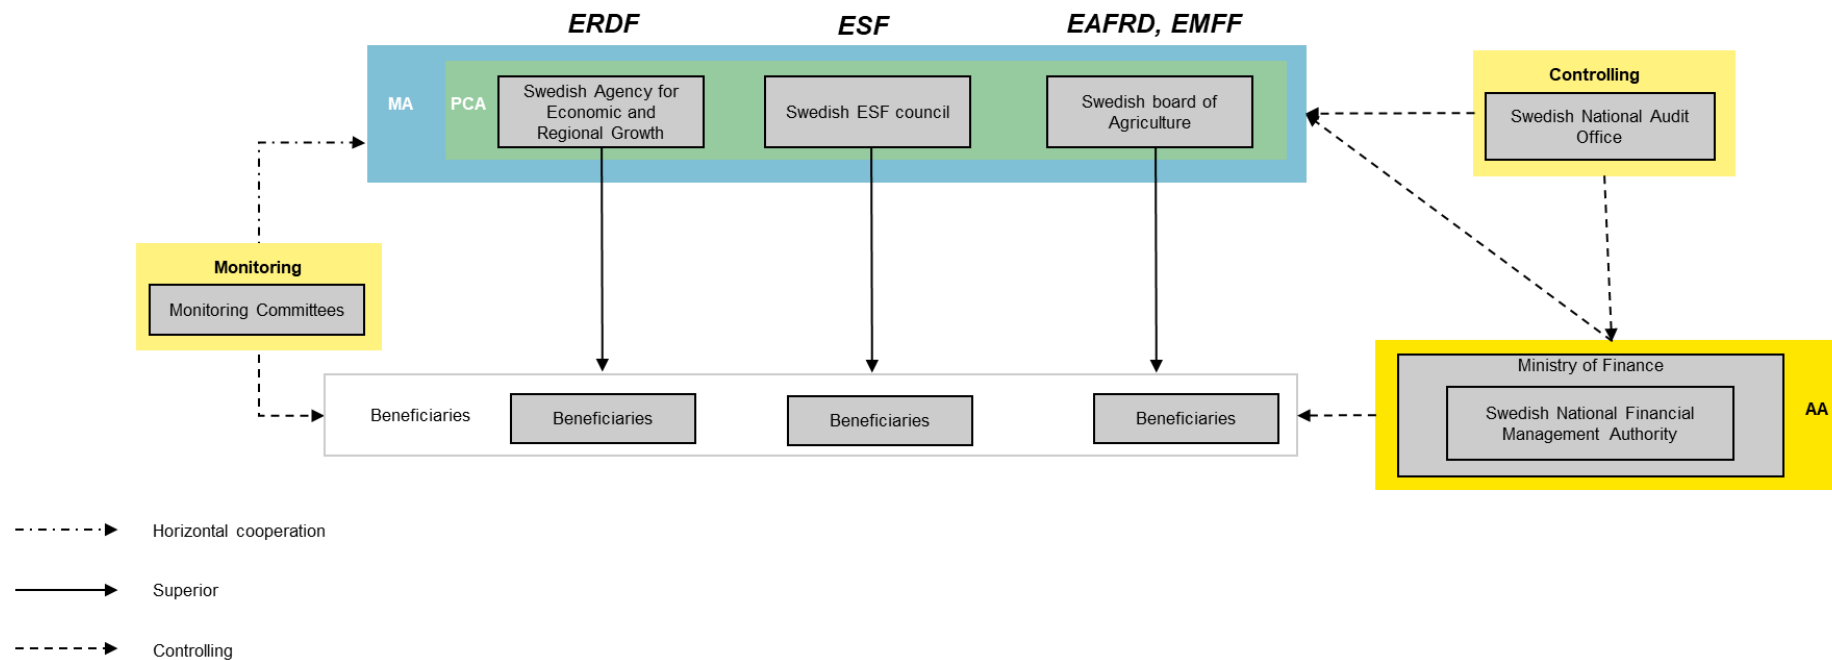 ERDF
ESF
EAFRD, EMFF
MA
PCA
Swedish Agency for
Economic and
Regional Growth
Swedish ESF council
Swedish board of
Agriculture
Controlling
Swedish National Audit
Office
Monitoring
Monitoring Committees
Beneficiaries
Beneficiaries
Beneficiaries
Beneficiaries
Ministry of Finance
Swedish National Financial
Management Authority
AA
Horizontal cooperation
Superior
Controlling